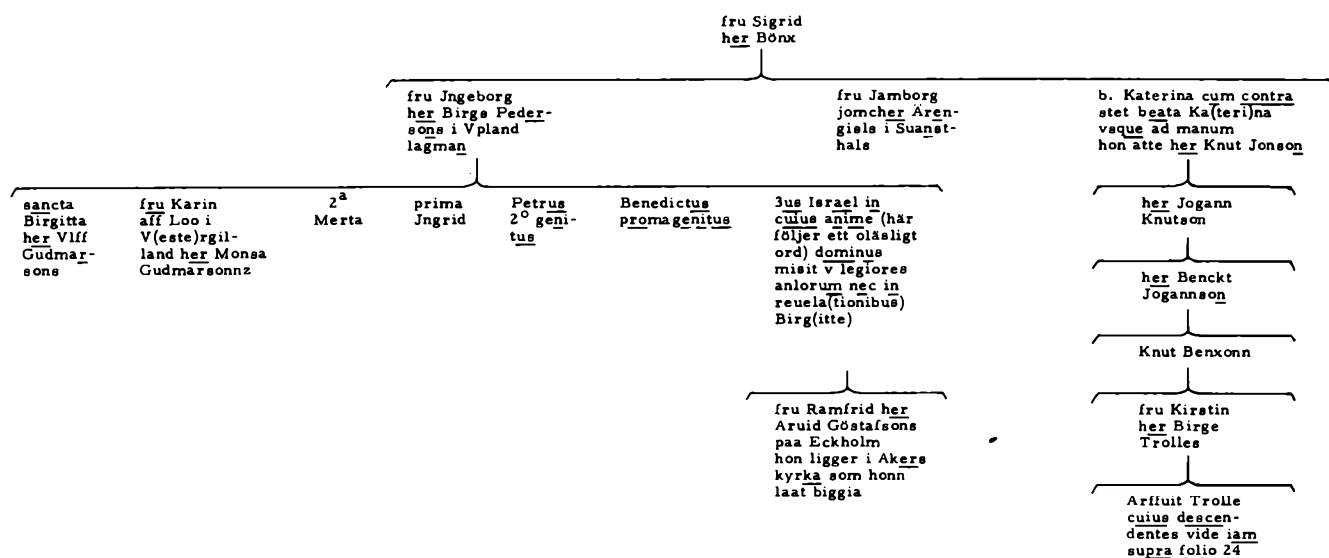 fru Sigrid
her Bönx
fru Jngeborg
her Birgs Peder-
sons i Vpland
lagman
fru Jamborg
jomcher Ären-
gisls i Suanst-
hals
b. Katerina cum contra
stet beata Ka(teri)na
vsque ad manum
hon atte her Knut Jonson
sancta
Birgitta
her Vlff
Gudmar-
sons
fru Karin
aff Loo i
V(este)rgil-
land her Monsa
Gudmarsonnz
2a
Merta
prima
Jngrid
Petrus
2o geni-
tus
Benedictus
promagenitus
3us Israel in
cuius anime (här
följer ett oläsligt
ord) dominus
misit v legiores
anlorum nec in
reuela(tionibus)
Birg(itte)
her Jogann
Knutson
her Benckt
Jogannson
Knut Benxonn
fru Ramfrid her
Aruid Göstafsons
paa Eckholm
hon ligger i Akers
kyrka som honn
laat biggia
fru Kirstin
her Birge
Trolles
Arffuit Trolle
cuius descen-
dentes vide iam
supra folio 24